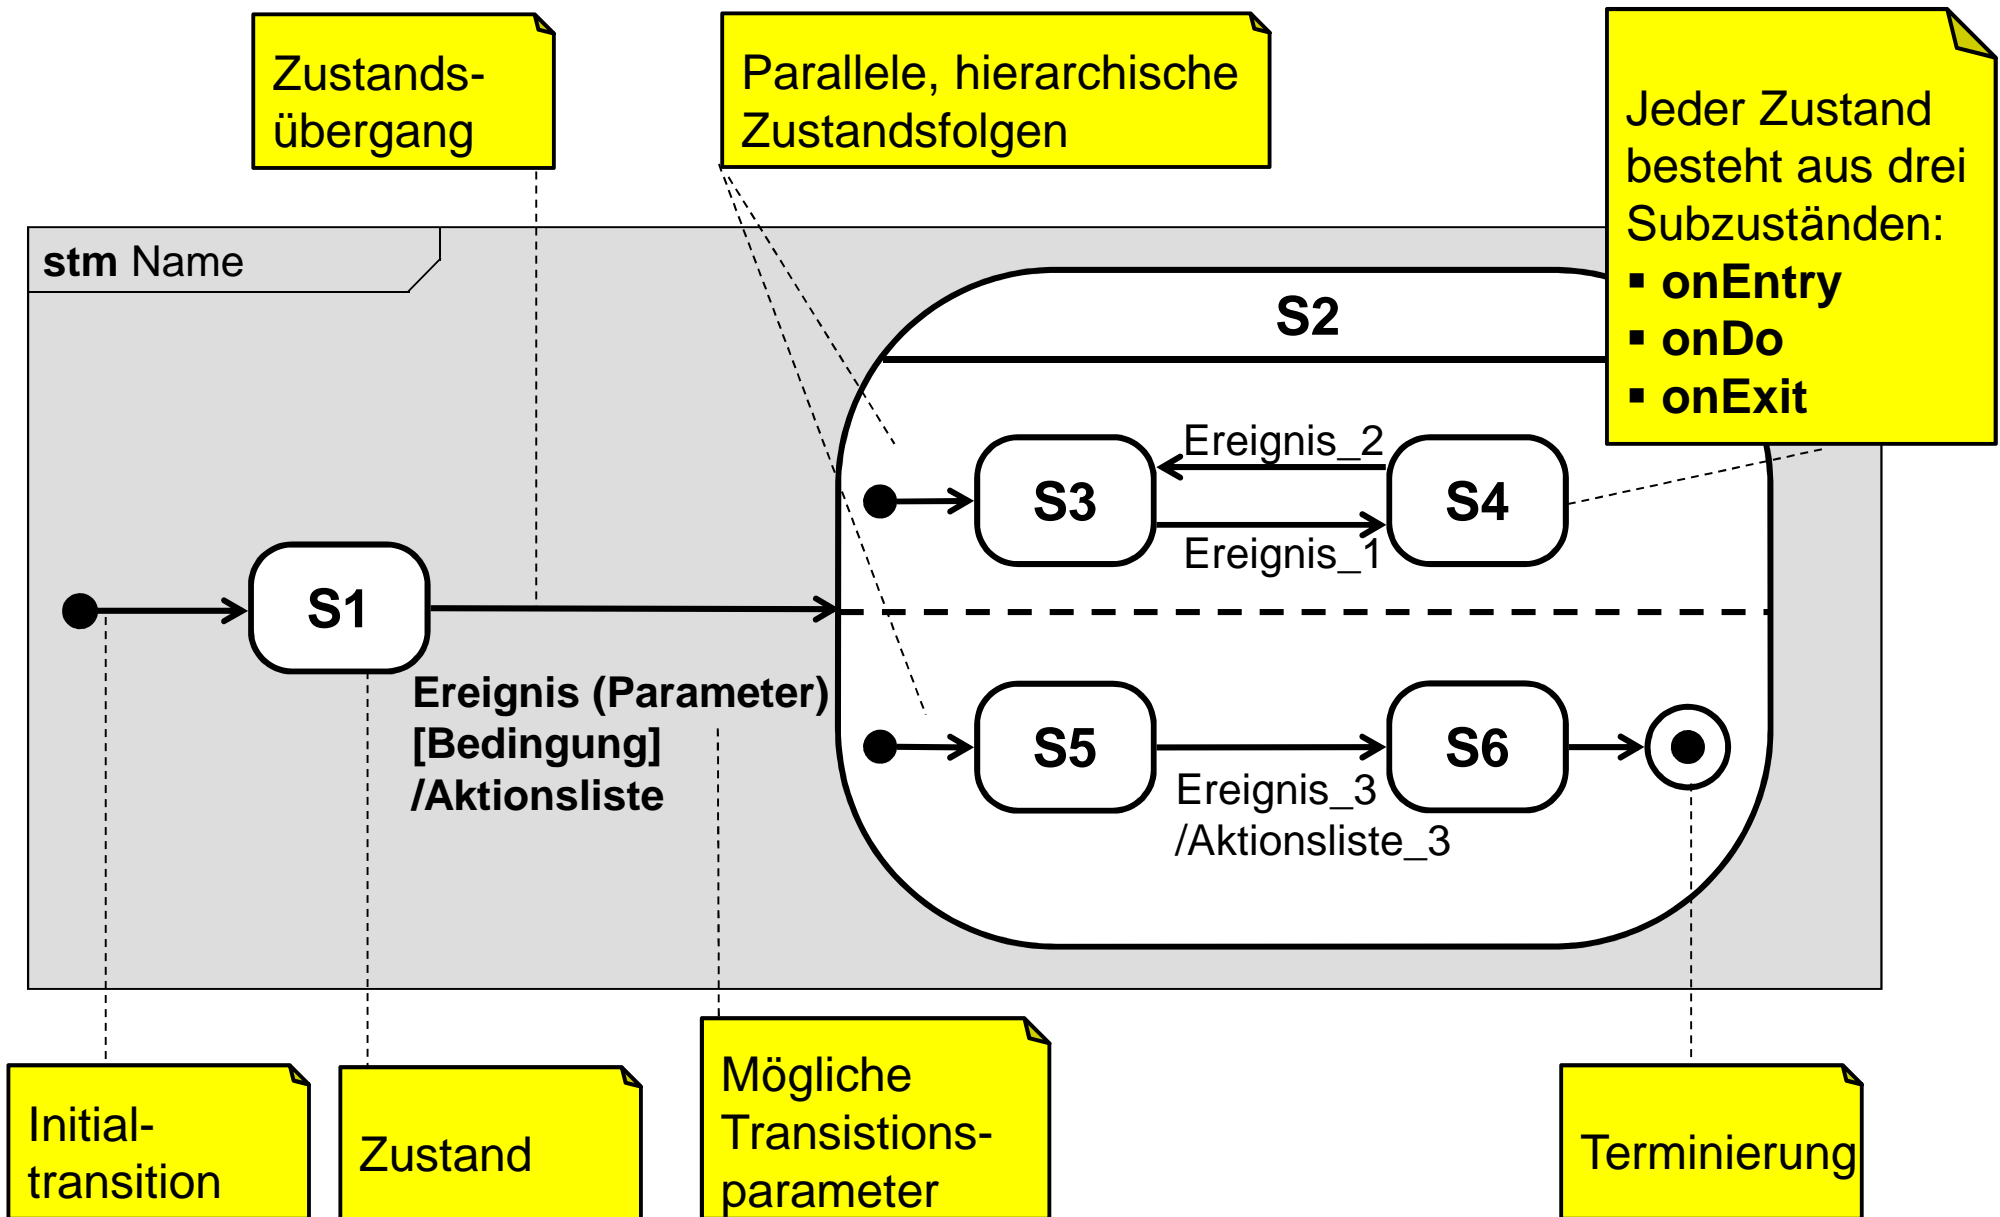 Zustands-
übergang
Parallele, hierarchische
Zustandsfolgen
Jeder Zustand
besteht aus drei
Subzuständen:
▪ onEntry
▪ onDo
▪ onExit
stm Name
S2
Ereignis_2
S3
S4
Ereignis_1
S1
Ereignis (Parameter)
[Bedingung]
/Aktionsliste
S5
S6
Ereignis_3
/Aktionsliste_3
Initial-
transition
Zustand
Mögliche
Transistions-
parameter
Terminierung